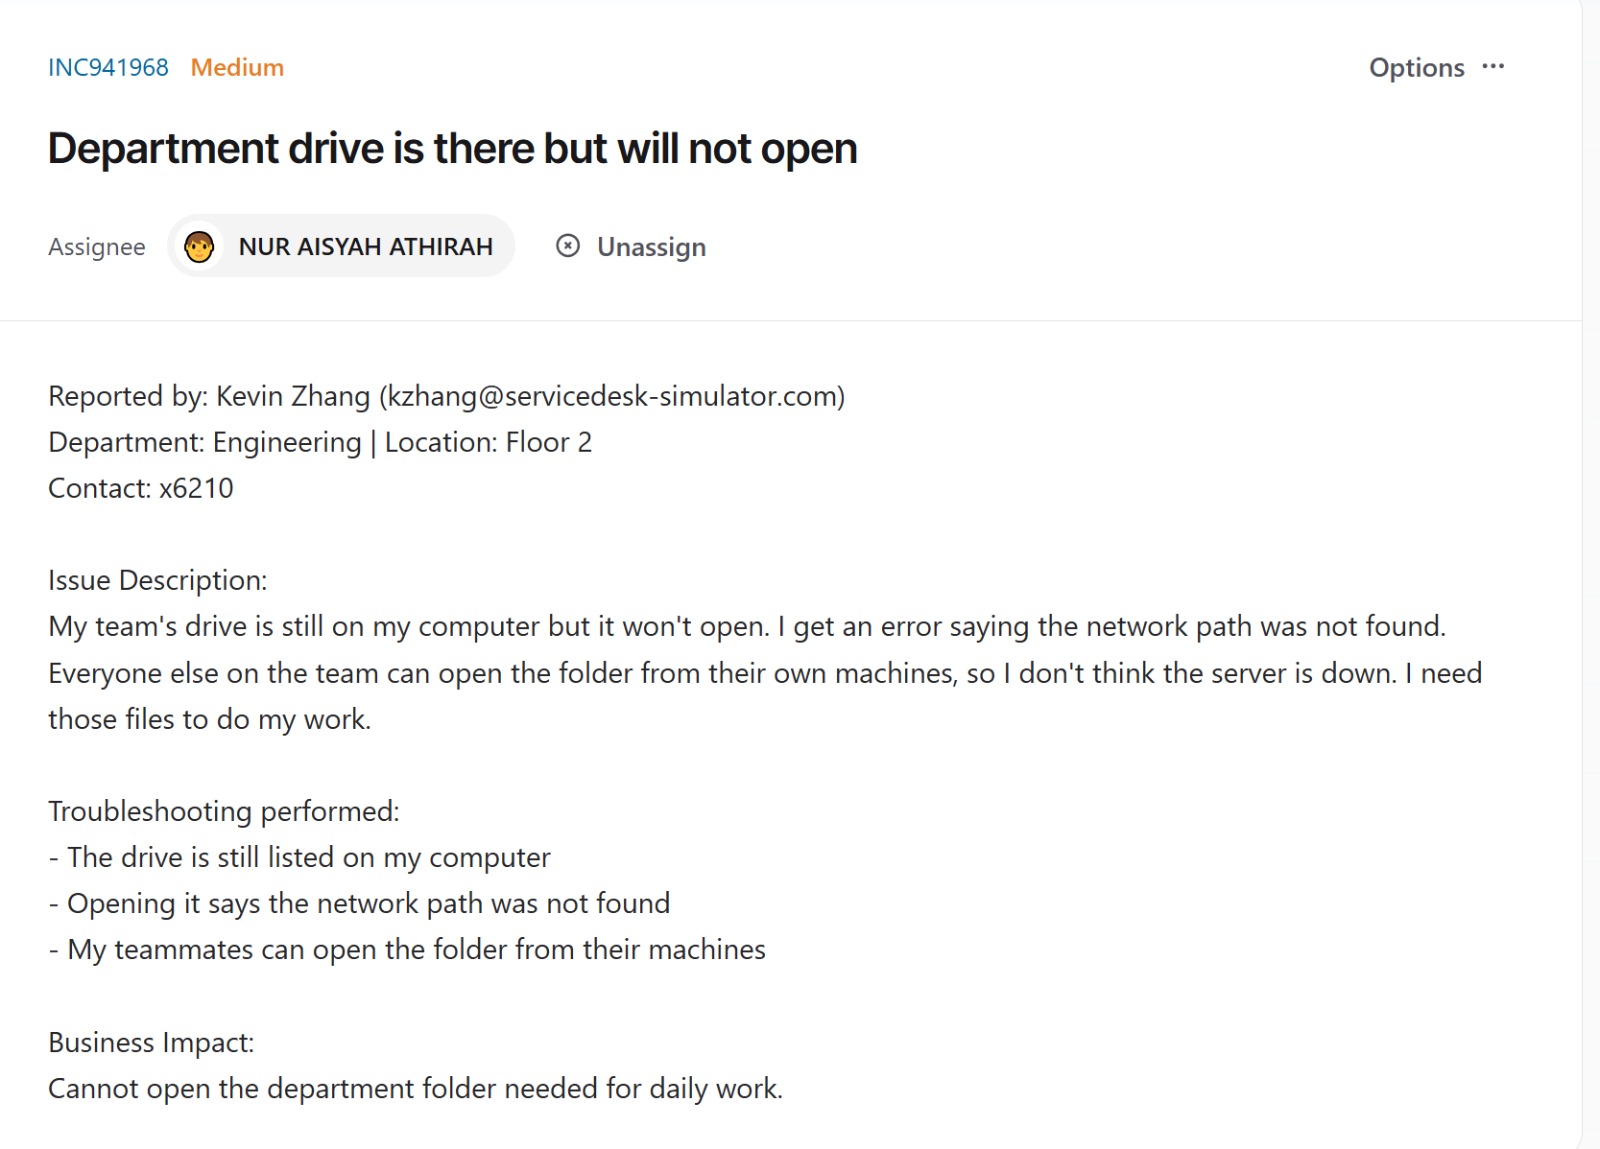 INC941968 Medium Options ···
Department drive is there but will not open
Assignee NUR AISYAH ATHIRAH Unassign
Reported by: Kevin Zhang (kzhang@servicedesk-simulator.com)
Department: Engineering | Location: Floor 2
Contact: x6210
Issue Description:
My team's drive is still on my computer but it won't open. I get an error saying the network path was not found.
Everyone else on the team can open the folder from their own machines, so I don't think the server is down. I need
those files to do my work.
Troubleshooting performed:
- The drive is still listed on my computer
- Opening it says the network path was not found
- My teammates can open the folder from their machines
Business Impact:
Cannot open the department folder needed for daily work.